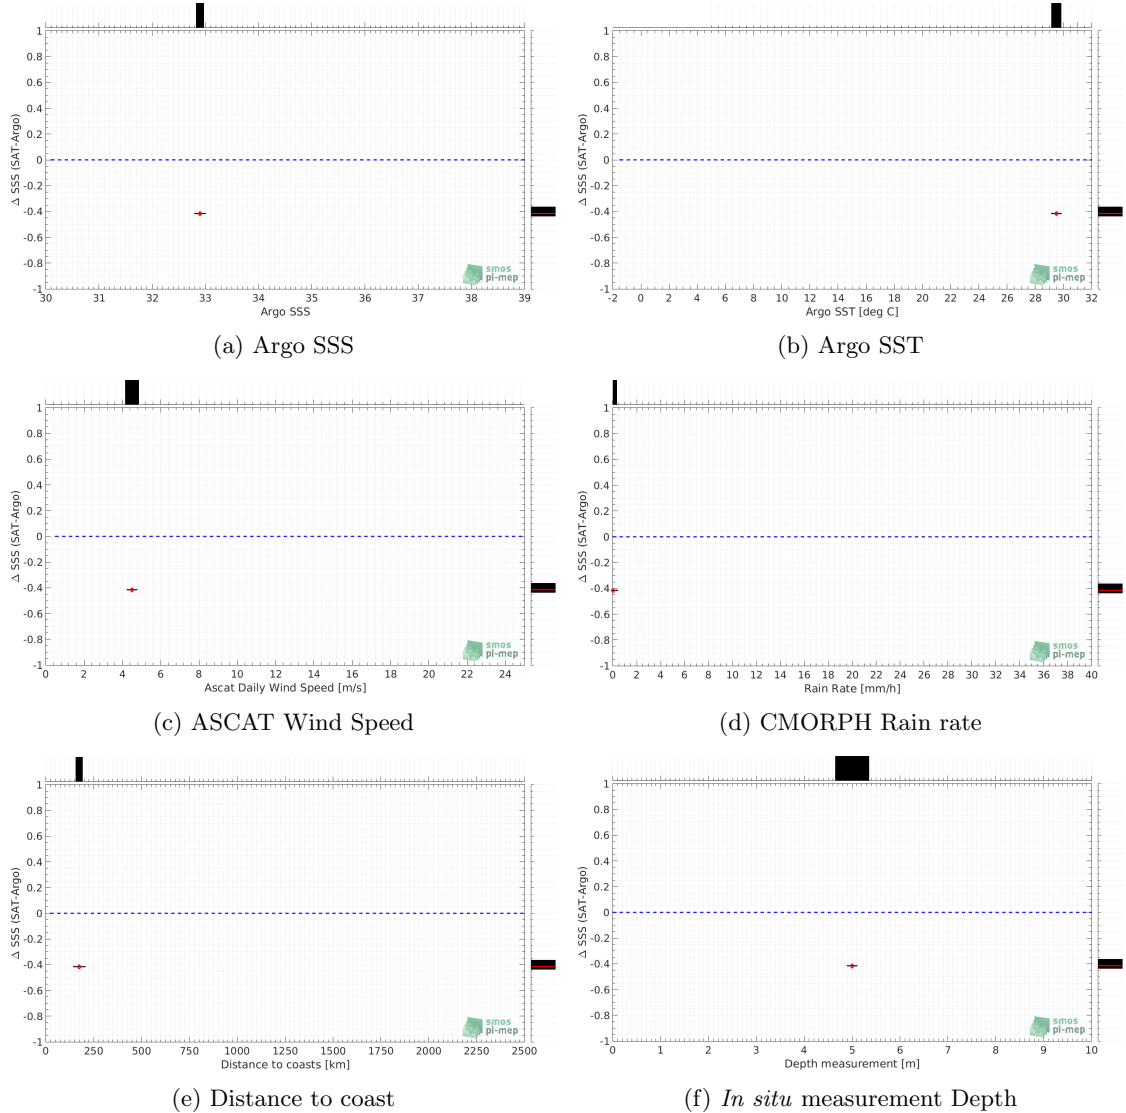 1
0.8
0.6
0.4
0.2
0
-0.2
-0.4
-0.6
-0.8
-1
Δ SSS (SAT-Argo)
30 31 32 33 34 35 36 37 38 39
Argo SSS
smos
pi-mep
(a) Argo SSS
1
0.8
0.6
0.4
0.2
0
-0.2
-0.4
-0.6
-0.8
-1
Δ SSS (SAT-Argo)
-2 0 2 4 6 8 10 12 14 16 18 20 22 24 26 28 30 32
Argo SST [deg C]
smos
pi-mep
(b) Argo SST
1
0.8
0.6
0.4
0.2
0
-0.2
-0.4
-0.6
-0.8
-1
Δ SSS (SAT-Argo)
0 2 4 6 8 10 12 14 16 18 20 22 24
Ascat Daily Wind Speed [m/s]
smos
pi-mep
(c) ASCAT Wind Speed
1
0.8
0.6
0.4
0.2
0
-0.2
-0.4
-0.6
-0.8
-1
Δ SSS (SAT-Argo)
0 2 4 6 8 10 12 14 16 18 20 22 24 26 28 30 32 34 36 38 40
Rain Rate [mm/h]
smos
pi-mep
(d) CMORPH Rain rate
1
0.8
0.6
0.4
0.2
0
-0.2
-0.4
-0.6
-0.8
-1
Δ SSS (SAT-Argo)
0 250 500 750 1000 1250 1500 1750 2000 2250 2500
Distance to coasts [km]
smos
pi-mep
(e) Distance to coast
1
0.8
0.6
0.4
0.2
0
-0.2
-0.4
-0.6
-0.8
-1
Δ SSS (SAT-Argo)
0 1 2 3 4 5 6 7 8 9 10
Depth measurement [m]
smos
pi-mep
(f) In situ measurement Depth